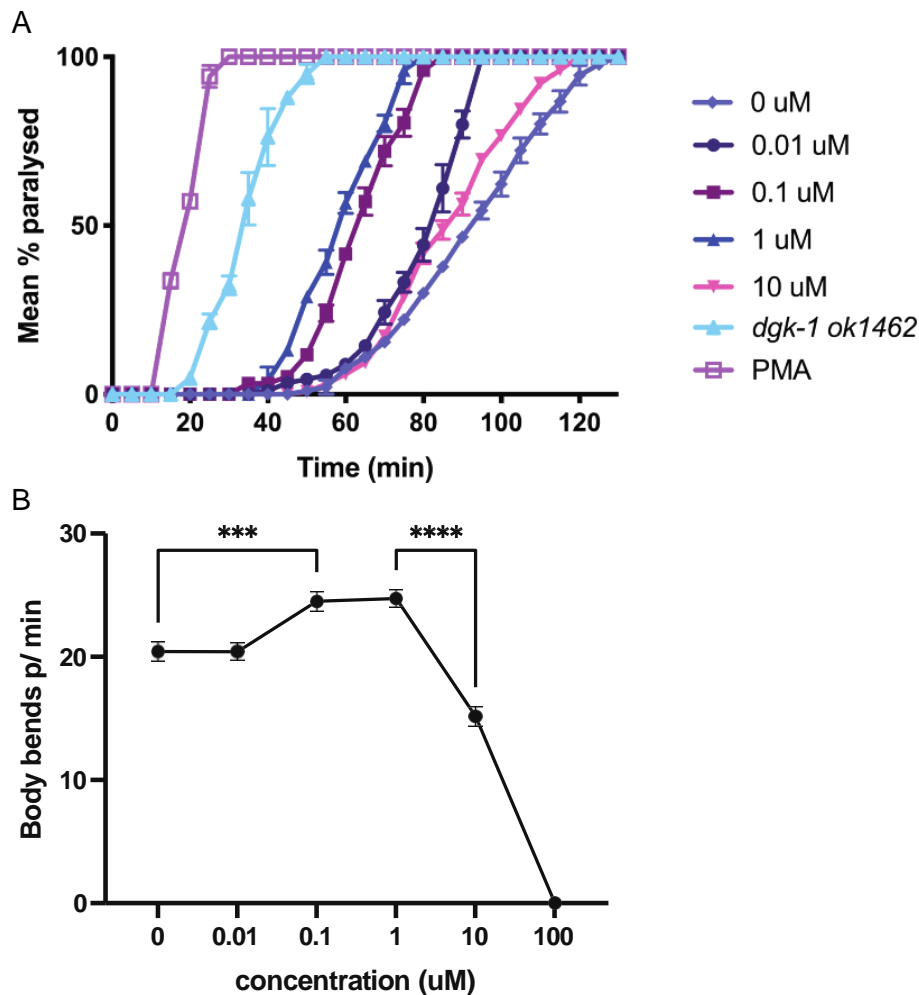 A
100
50
0
Mean % paralysed
0 20 40 60 80 100 120
Time (min)
0 uM
0.01 uM
0.1 uM
1 uM
10 uM
dgk-1 ok1462
PMA
B
30
20
10
0
Body bends p/ min
*** ****
0 0.01 0.1 1 10 100
concentration (uM)